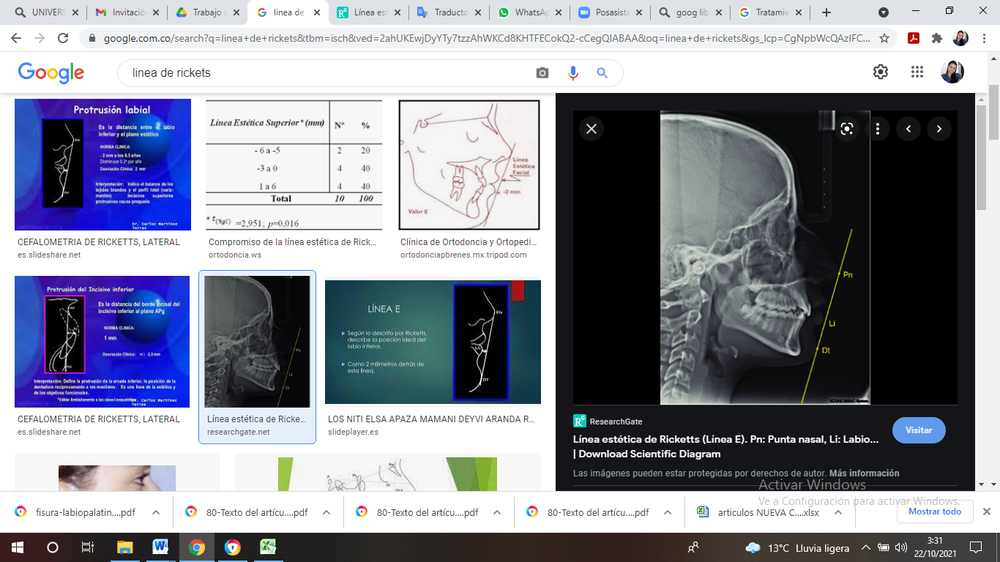 UNIVERS
Invitació
Trabajo d
linea de
Línea est
Traducto
WhatsAp
Posasiste
goog lib
Tratamie
google.com.co/search?q=linea+de+rickets&tbm=isch&ved=2ahUKEwjDyYTy7tzzAhWKCd8KHTFECokQ2-cCegQIABAA&oq=linea+de+rickets&gs_lcp=CgNpbWcQAzIFC...
Google
linea de rickets
Protrusión labial
Es la distancia entre el labio
inferior y el plano estético
NORMA CLINICA:
- 2 mm a los 8.5 años
Disminuye 0.2º por año
Desviación Clínica: 2 mm
Interpretación: Indica el balance de los
tejidos blandos y el perfil total (nariz-
mentón) Incisivos superiores
protrusivos causa proquelia
Dr. Carlos Martínez
Torres
EN
DT
CEFALOMETRIA DE RICKETTS, LATERAL
es.slideshare.net
Línea Estética Superior * (mm) Nº %
- 6 a -5 2 20
-3 a 0 4 40
1 a 6 4 40
Total 10 100
=2,951; p=0,016
Compromiso de la línea estética de Rick...
ortodoncia.ws
Línea
Estética
Facial
-2 mm
Valor E
Clínica de Ortodoncia y Ortopedi...
ortodonciapbrenes.mx.tripod.com
Protrusión del Incisivo inferior
Es la distancia del borde incisal del
incisivo inferior al plano APg
NORMA CLINICA:
1 mm
Desviación Clínica: +/- 2.3 mm
Interpretación: Define la protrusión de la arcada inferior, la posición de la
dentadura recíprocamente a los maxilares. Es una llave de la estética y
de los objetivos funcionales.
*Válido limitadamente a las clase I esqueléticas
Dr. Carlos Martínez
Torres
CEFALOMETRIA DE RICKETTS, LATERAL
es.slideshare.net
Pn
Li
Dt
Línea estética de Ricke...
researchgate.net
LÍNEA E
Según lo descrito por Ricketts,
describe la posición ideal del
labio inferior.
Como 2 milímetros detrás de
esta línea.
EN
DT
LOS NITI ELSA APAZA MAMANI DEYVI ARANDA R...
slideplayer.es
Pn
Li
Dt
ResearchGate
Línea estética de Ricketts (Línea E). Pn: Punta nasal, Li: Labio...
| Download Scientific Diagram
Visitar
Las imágenes pueden estar protegidas por derechos de autor. Más información
Activar Windows
Ve a Configuración para activar Windows.
fisura-labiopalatin....pdf
80-Texto del artícu....pdf
80-Texto del artícu....pdf
80-Texto del artícu....pdf
articulos NUEVA C....xlsx
Mostrar todo
13°C Lluvia ligera
3:31
22/10/2021